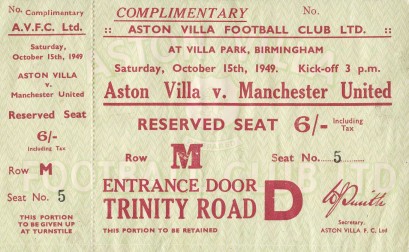 No. Complimentary
A.V.F.C. Ltd.
Saturday,
October 15th, 1949
ASTON VILLA
v.
Manchester United
Reserved Seat
6/- Including Tax
Row M
Seat No. 5
THIS PORTION TO
BE GIVEN UP
AT TURNSTILE
COMPLIMENTARY No.
:: ASTON VILLA FOOTBALL CLUB LTD. ::
AT VILLA PARK, BIRMINGHAM
Saturday, October 15th, 1949. Kick-off 3 p.m.
Aston Villa v. Manchester United
RESERVED SEAT 6/- Including Tax
Row M Seat No. 5
ENTRANCE DOOR
TRINITY ROAD D
THIS PORTION TO BE RETAINED
Secretary.
ASTON VILLA F.C. LTD.